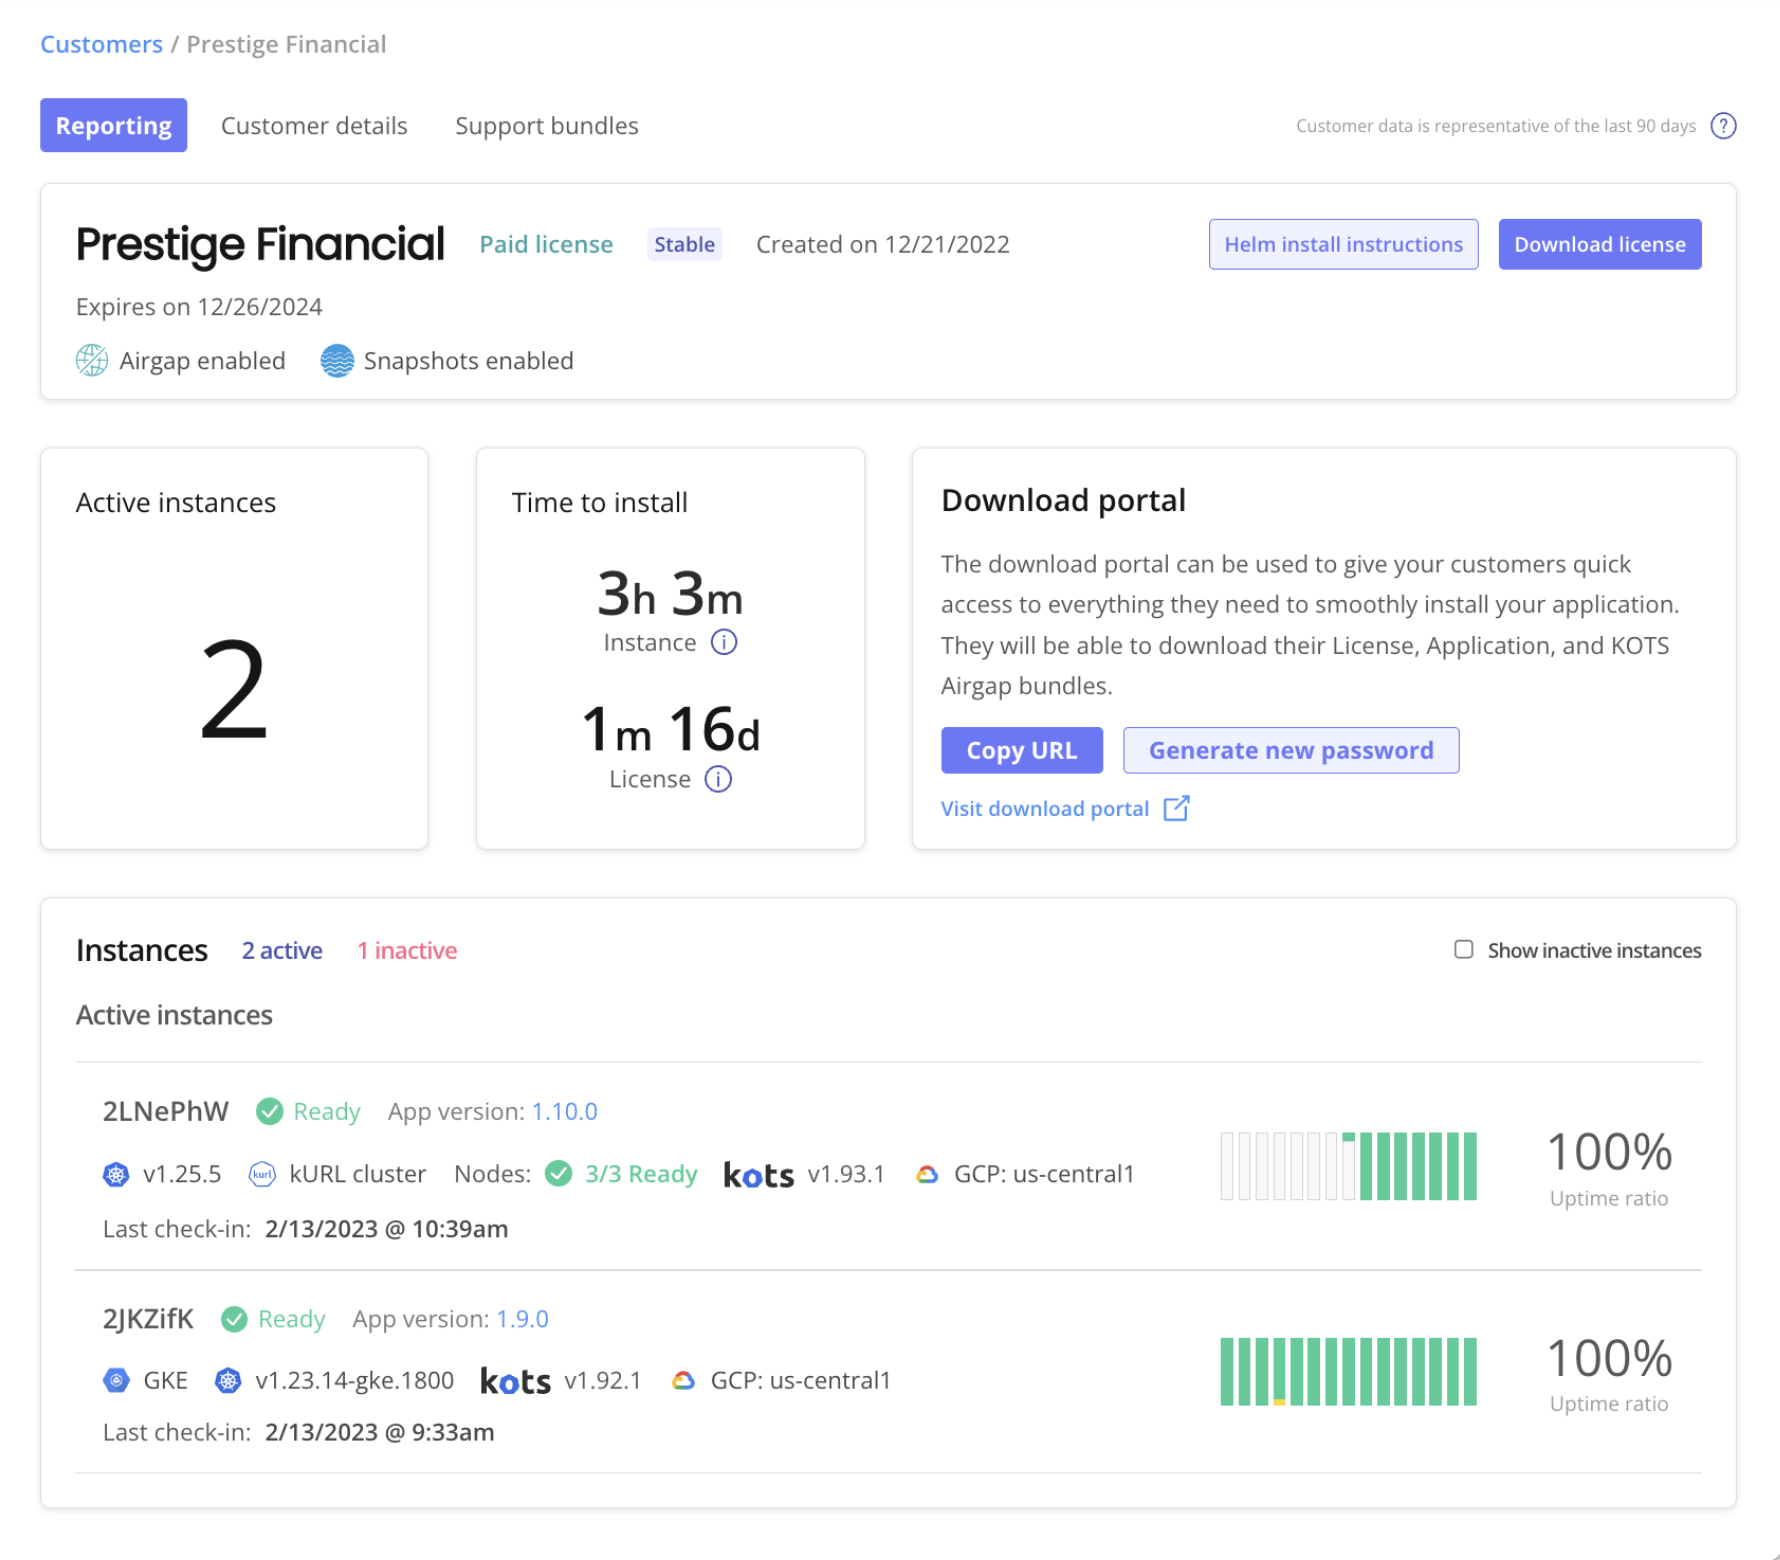 Customers / Prestige Financial
Reporting Customer details Support bundles Customer data is representative of the last 90 days ?
Prestige Financial Paid license Stable Created on 12/21/2022 Helm install instructions Download license
Expires on 12/26/2024
Airgap enabled Snapshots enabled
Active instances
2
Time to install
3h 3m
Instance i
1m 16d
License i
Download portal
The download portal can be used to give your customers quick
access to everything they need to smoothly install your application.
They will be able to download their License, Application, and KOTS
Airgap bundles.
Copy URL Generate new password
Visit download portal
Instances 2 active 1 inactive Show inactive instances
Active instances
2LNePhW Ready App version: 1.10.0
v1.25.5 kurl kURL cluster Nodes: 3/3 Ready kots v1.93.1 GCP: us-central1
Last check-in: 2/13/2023 @ 10:39am
100%
Uptime ratio
2JKZifK Ready App version: 1.9.0
GKE v1.23.14-gke.1800 kots v1.92.1 GCP: us-central1
Last check-in: 2/13/2023 @ 9:33am
100%
Uptime ratio